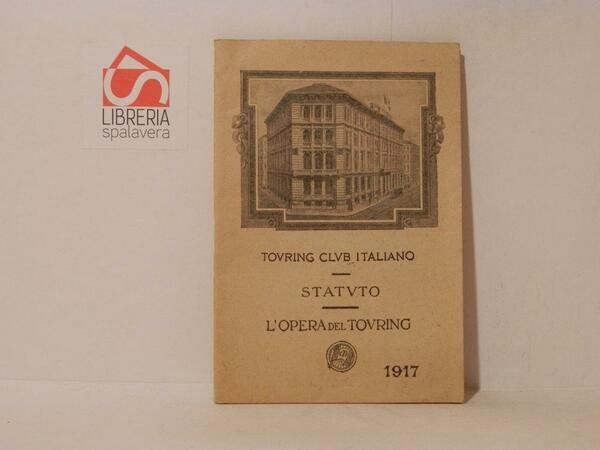 LIBRERIA
spalavera
TOVRING CLVB ITALIANO
STATVTO
L'OPERA DEL TOVRING
1917